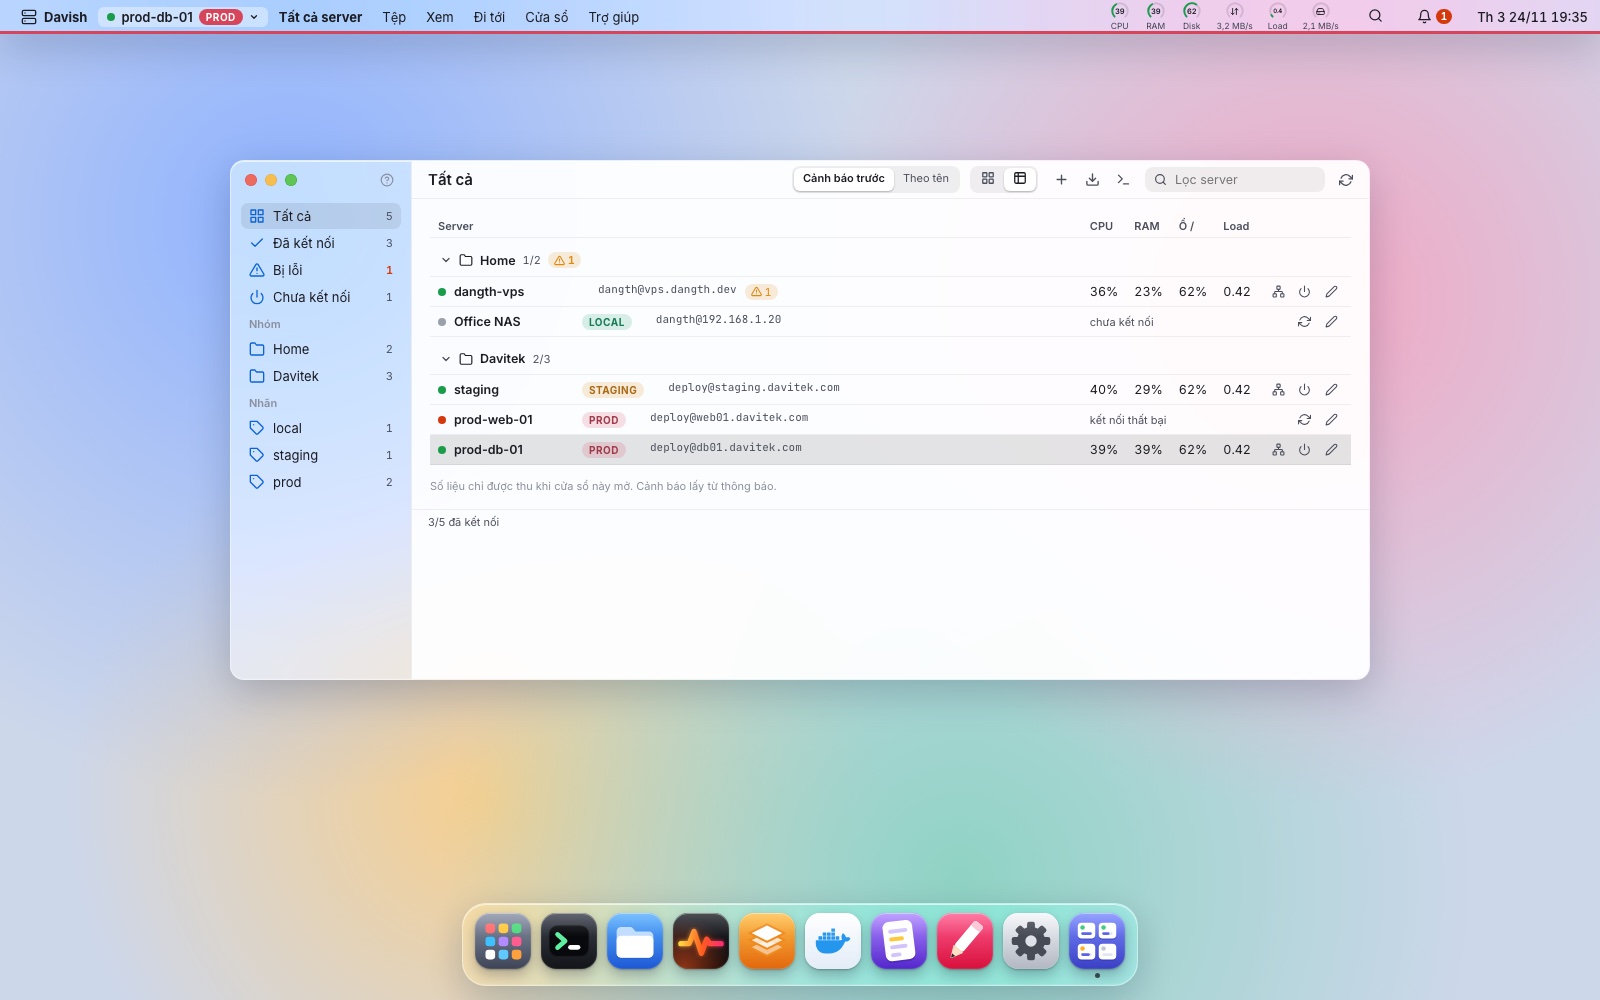 Davish prod-db-01 PROD Tất cả server Tệp Xem Đi tới Cửa sổ Trợ giúp 39 39 62 0.4 1 Th 3 24/11 19:35
CPU RAM Disk 3,2 MB/s Load 2,1 MB/s
Tất cả 5
Đã kết nối 3
Bị lỗi 1
Chưa kết nối 1
Nhóm
Home 2
Davitek 3
Nhãn
local 1
staging 1
prod 2
Tất cả Cảnh báo trước Theo tên Lọc server
Server CPU RAM Ổ / Load
Home 1/2 1
dangth-vps dangth@vps.dangth.dev 1 36% 23% 62% 0.42
Office NAS LOCAL dangth@192.168.1.20 chưa kết nối
Davitek 2/3
staging STAGING deploy@staging.davitek.com 40% 29% 62% 0.42
prod-web-01 PROD deploy@web01.davitek.com kết nối thất bại
prod-db-01 PROD deploy@db01.davitek.com 39% 39% 62% 0.42
Số liệu chỉ được thu khi cửa sổ này mở. Cảnh báo lấy từ thông báo.
3/5 đã kết nối